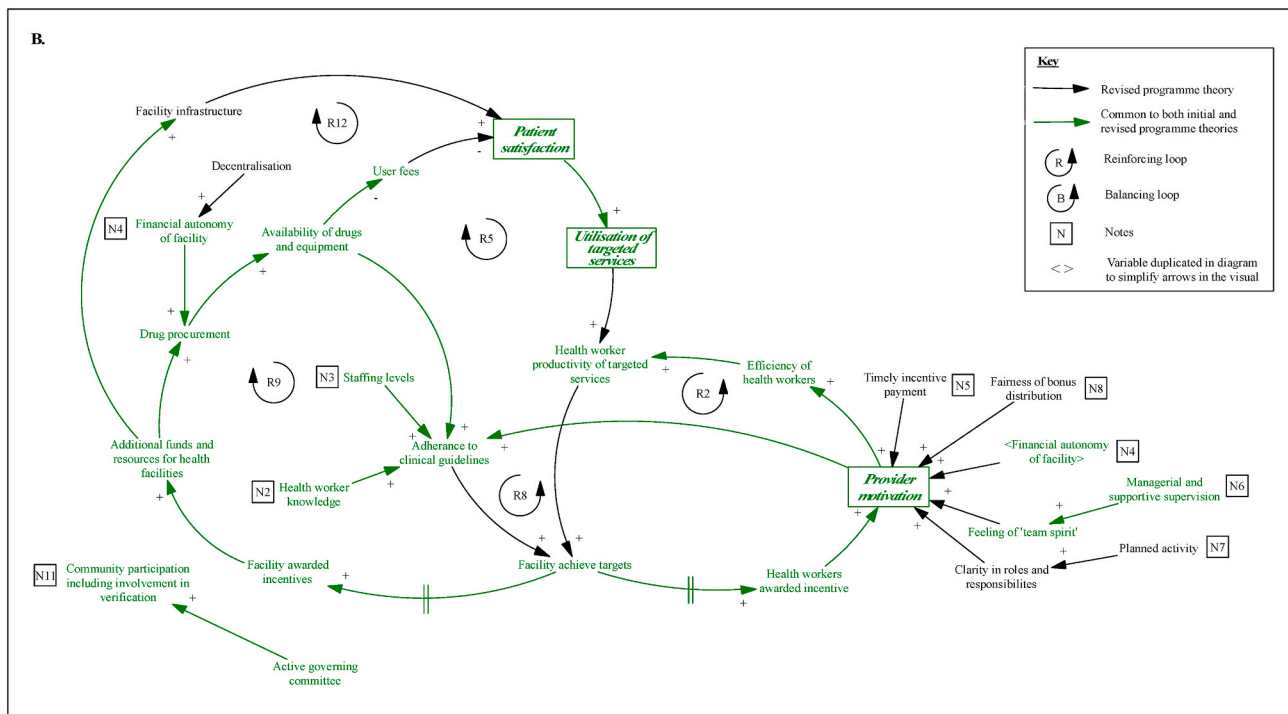 B.
Key
Revised programme theory
Common to both initial and
revised programme theories
R
Reinforcing loop
B
Balancing loop
N
Notes
< >
Variable duplicated in diagram
to simplify arrows in the visual
Facility infrastructure
+
R12
+
Patient
satisfaction
-
Decentralisation
User fees
-
+
N4
Financial autonomy
of facility
Availability of drugs
and equipment
+
R5
+
Utilisation of
targeted services
+
Drug procurement
+
+
Health worker
productivity of targeted
services
+
Efficiency of
health workers
+
R9
N3
Staffing levels
R2
Timely incentive
payment
N5
Fairness of bonus
distribution
N8
Additional funds and
resources for health
facilities
+
+
+
+
Adherance to
clinical guidelines
+
N2
Health worker
knowledge
R8
+
+
+
<Financial autonomy
of facility>
N4
Provider
motivation
+
+
+
+
Managerial and
supportive supervision
N6
Feeling of 'team spirit'
+
Planned activity
N7
+
Clarity in roles and
responsibilites
+
+
Facility achieve targets
N11
Community participation
including involvement in
verification
+
Facility awarded
incentives
+
Health workers
awarded incentive
+
Active governing
committee